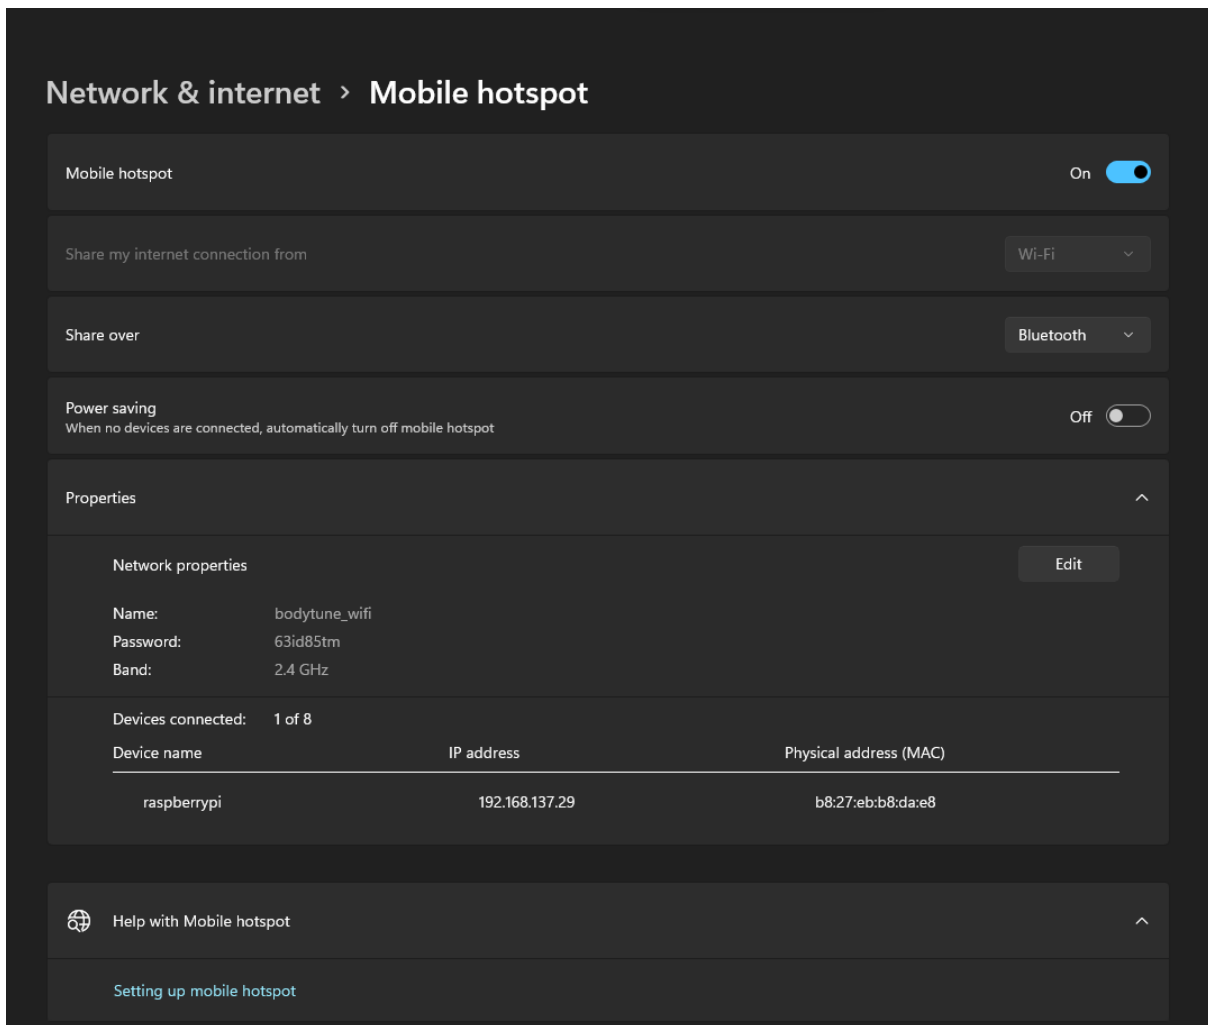 Network & internet > Mobile hotspot
Mobile hotspot On
Share my internet connection from Wi-Fi
Share over Bluetooth
Power saving
When no devices are connected, automatically turn off mobile hotspot
Off
Properties
Network properties Edit
Name: bodytune_wifi
Password: 63id85tm
Band: 2.4 GHz
Devices connected: 1 of 8
Device name IP address Physical address (MAC)
raspberrypi 192.168.137.29 b8:27:eb:b8:da:e8
Help with Mobile hotspot
Setting up mobile hotspot